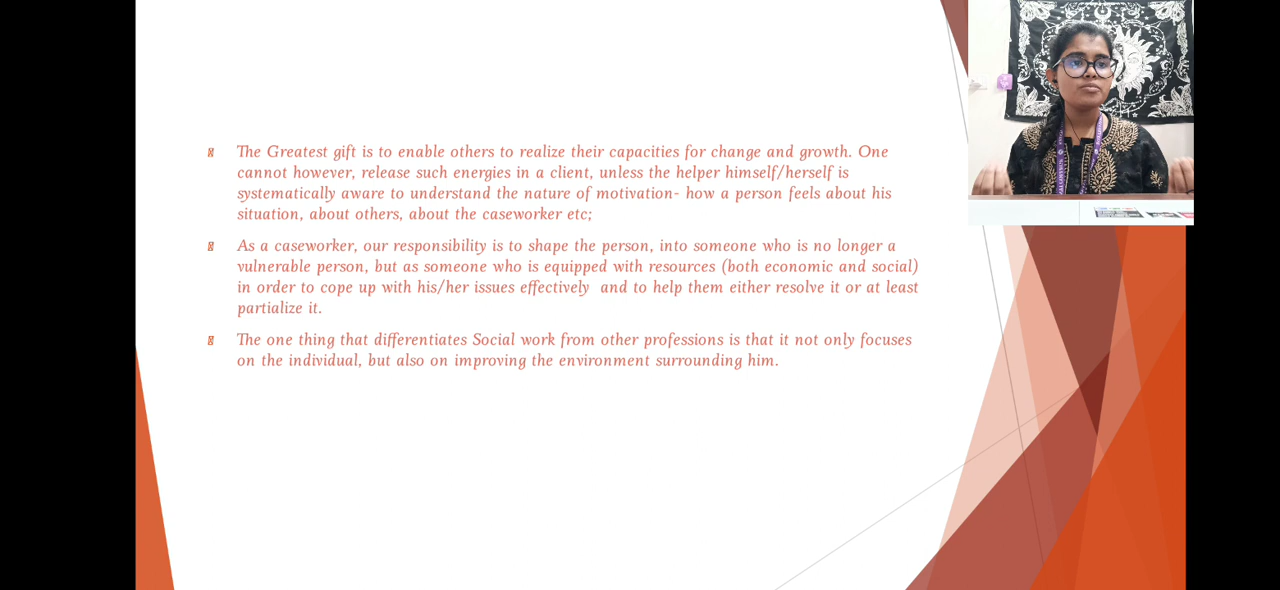 The Greatest gift is to enable others to realize their capacities for change and growth. One
cannot however, release such energies in a client, unless the helper himself/herself is
systematically aware to understand the nature of motivation- how a person feels about his
situation, about others, about the caseworker etc;
As a caseworker, our responsibility is to shape the person, into someone who is no longer a
vulnerable person, but as someone who is equipped with resources (both economic and social)
in order to cope up with his/her issues effectively and to help them either resolve it or at least
partialize it.
The one thing that differentiates Social work from other professions is that it not only focuses
on the individual, but also on improving the environment surrounding him.